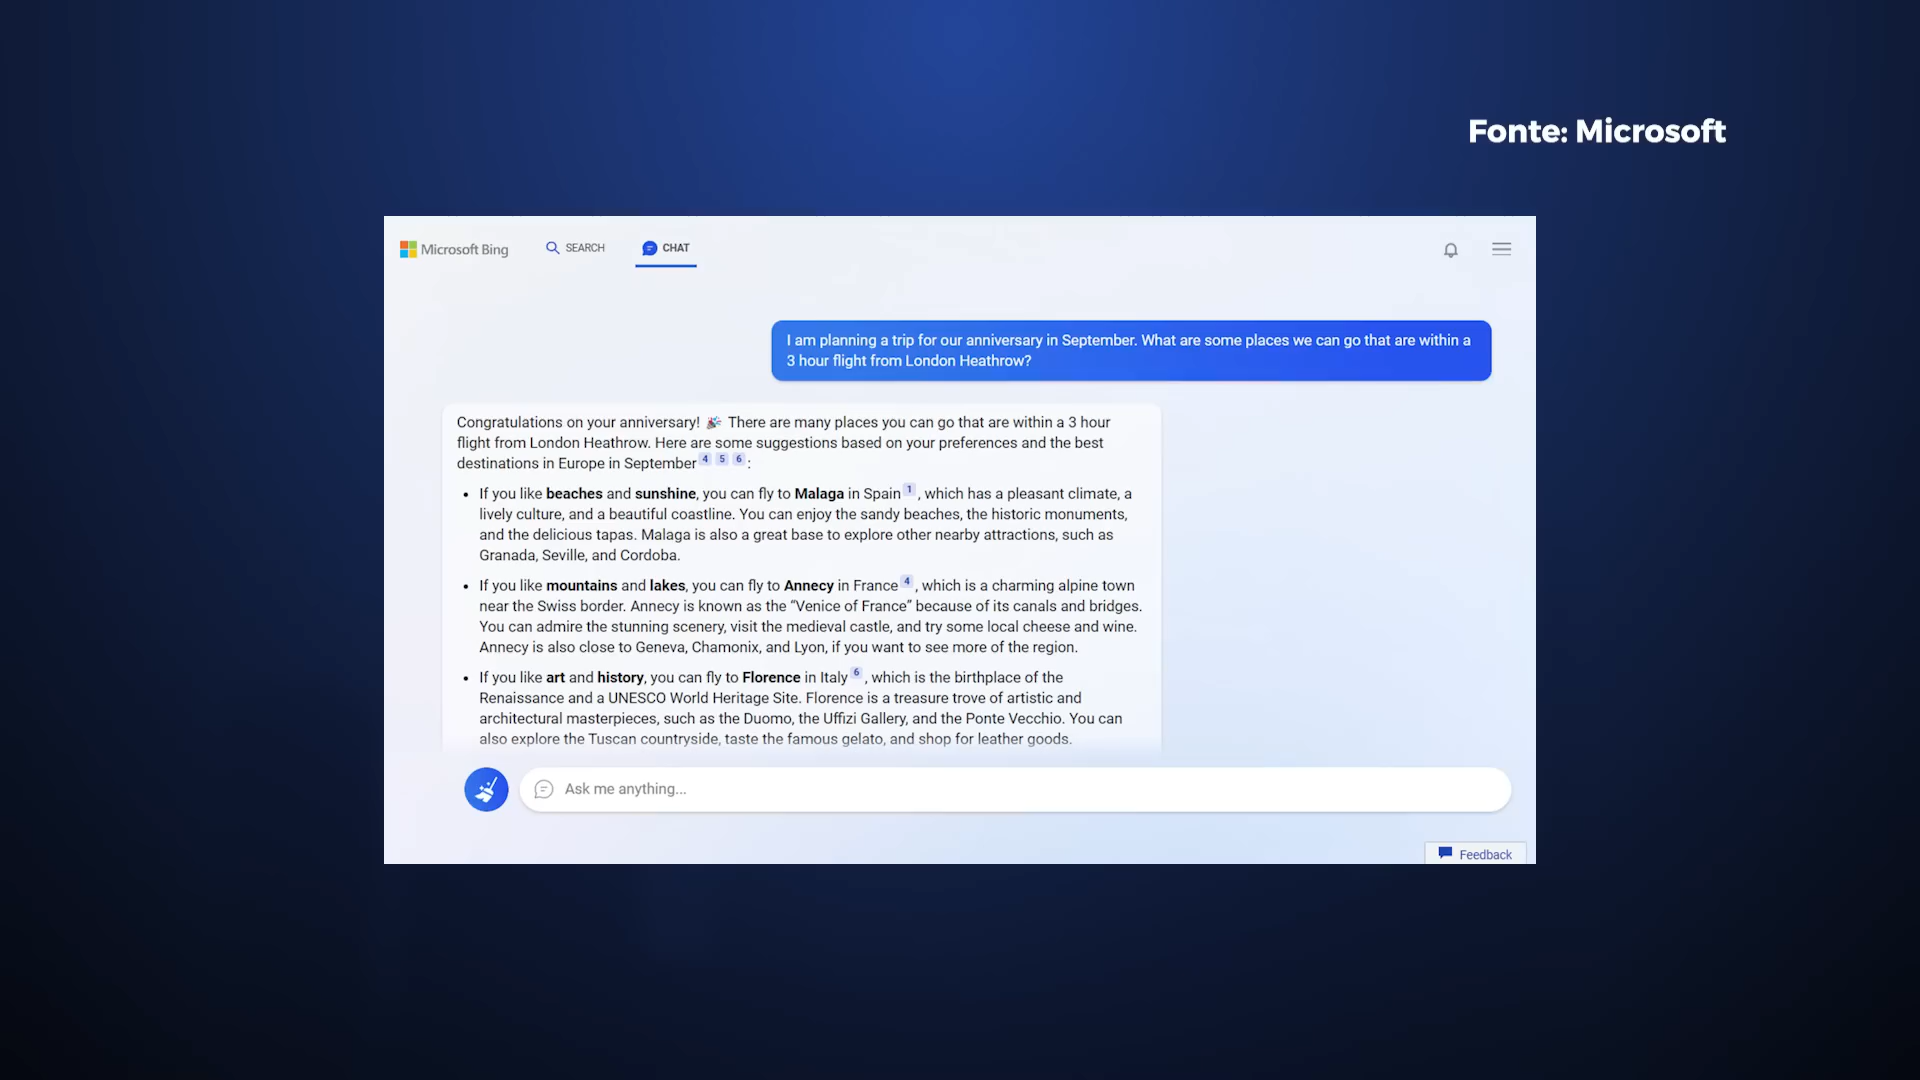 Fonte: Microsoft
Microsoft Bing
SEARCH
CHAT
I am planning a trip for our anniversary in September. What are some places we can go that are within a
3 hour flight from London Heathrow?
Congratulations on your anniversary! 🎉 There are many places you can go that are within a 3 hour
flight from London Heathrow. Here are some suggestions based on your preferences and the best
destinations in Europe in September 4 5 6 :
• If you like beaches and sunshine, you can fly to Malaga in Spain 1 , which has a pleasant climate, a
lively culture, and a beautiful coastline. You can enjoy the sandy beaches, the historic monuments,
and the delicious tapas. Malaga is also a great base to explore other nearby attractions, such as
Granada, Seville, and Cordoba.
• If you like mountains and lakes, you can fly to Annecy in France 4 , which is a charming alpine town
near the Swiss border. Annecy is known as the “Venice of France” because of its canals and bridges.
You can admire the stunning scenery, visit the medieval castle, and try some local cheese and wine.
Annecy is also close to Geneva, Chamonix, and Lyon, if you want to see more of the region.
• If you like art and history, you can fly to Florence in Italy 6 , which is the birthplace of the
Renaissance and a UNESCO World Heritage Site. Florence is a treasure trove of artistic and
architectural masterpieces, such as the Duomo, the Uffizi Gallery, and the Ponte Vecchio. You can
also explore the Tuscan countryside, taste the famous gelato, and shop for leather goods.
Ask me anything...
Feedback